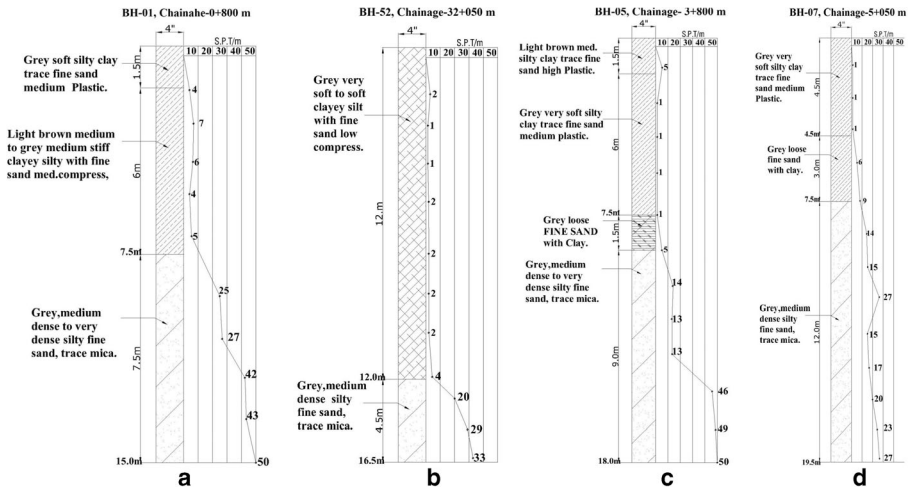 BH-01, Chainahe-0+800 m
4"
S.P.T/m
10 20 30 40 50
1.5m
Grey soft silty clay
trace fine sand
medium Plastic.
4
7
Light brown medium
to grey medium stiff
clayey silty with fine
sand med.compress,
6m
6
4
5
7.5m
25
Grey,medium
dense to very
dense silty fine
sand, trace mica.
27
7.5m
42
43
15.0m
50
a
BH-52, Chainage-32+050 m
4"
S.P.T/m
10 20 30 40 50
Grey very
soft to soft
clayey silt
with fine
sand low
compress.
2
1
1
12.m
2
2
2
2
12.0m
4
Grey,medium
dense silty
fine sand,
trace mica.
20
4.5m
29
33
16.5m
b
BH-05, Chainage- 3+800 m
4"
S.P.T/m
10 20 30 40 50
Light brown med.
silty clay trace fine
sand high Plastic.
1.5m
5
Grey very soft silty
clay trace fine sand
medium plastic.
6m
1
1
1
7.5m
1
Grey loose
FINE SAND
with Clay.
1.5m
5
Grey,medium
dense to very
dense silty fine
sand, trace mica.
14
13
13
9.0m
46
49
18.0m
50
c
BH-07, Chainage-5+050 m
4"
S.P.T/m
10 20 30 40 50
Grey very
soft silty clay
trace fine
sand medium
Plastic.
4.5m
1
1
1
4.5m
Grey loose
fine sand
with clay.
3.0m
6
7.5m
9
14
15
27
Grey,medium
dense silty
fine sand,
trace mica.
12.0m
15
17
20
23
19.5m
27
d